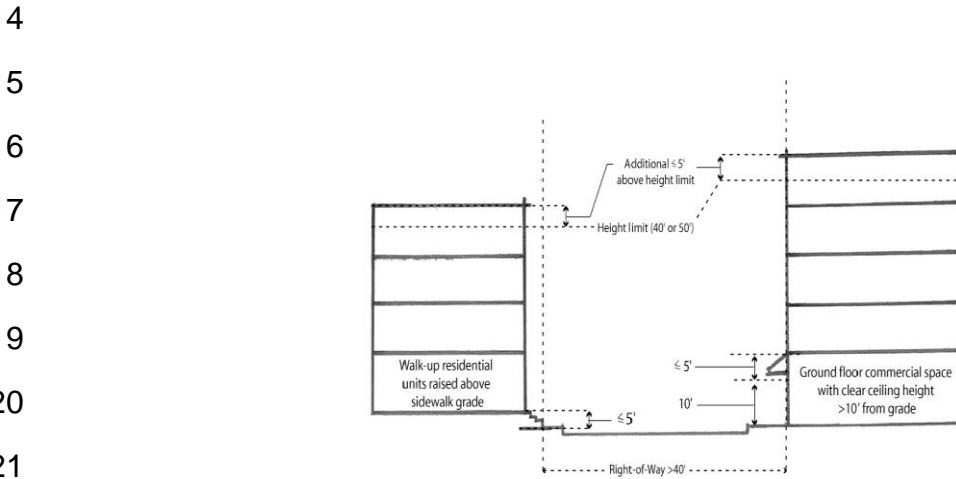 4
5
6
Additional ≤5'
above height limit
7
Height limit (40' or 50')
8
9
Walk-up residential
units raised above
sidewalk grade
≤ 5'
Ground floor commercial space
with clear ceiling height
>10' from grade
10'
20
≤5'
21
Right-of-Way >40'